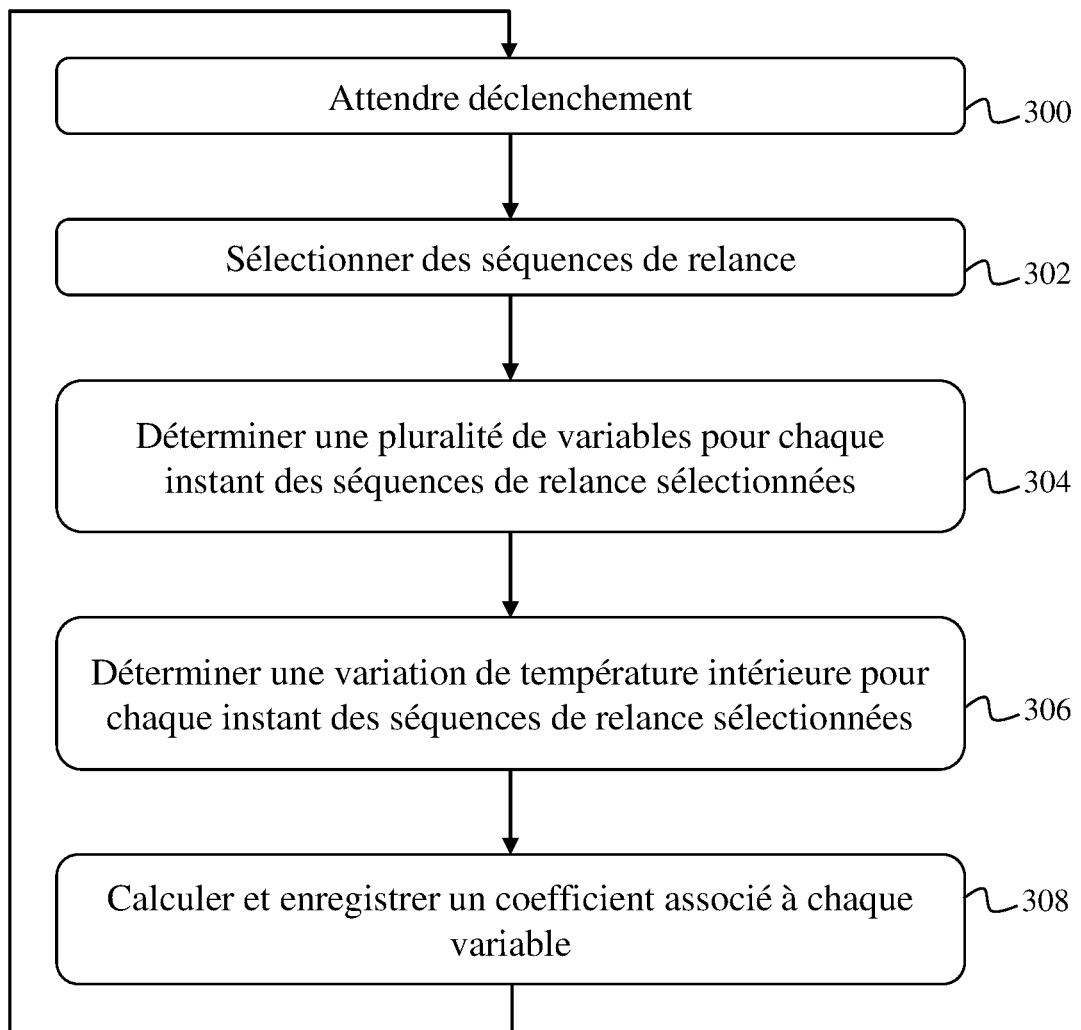 Attendre déclenchement
300
Sélectionner des séquences de relance
302
Déterminer une pluralité de variables pour chaque
instant des séquences de relance sélectionnées
304
Déterminer une variation de température intérieure pour
chaque instant des séquences de relance sélectionnées
306
Calculer et enregistrer un coefficient associé à chaque
variable
308